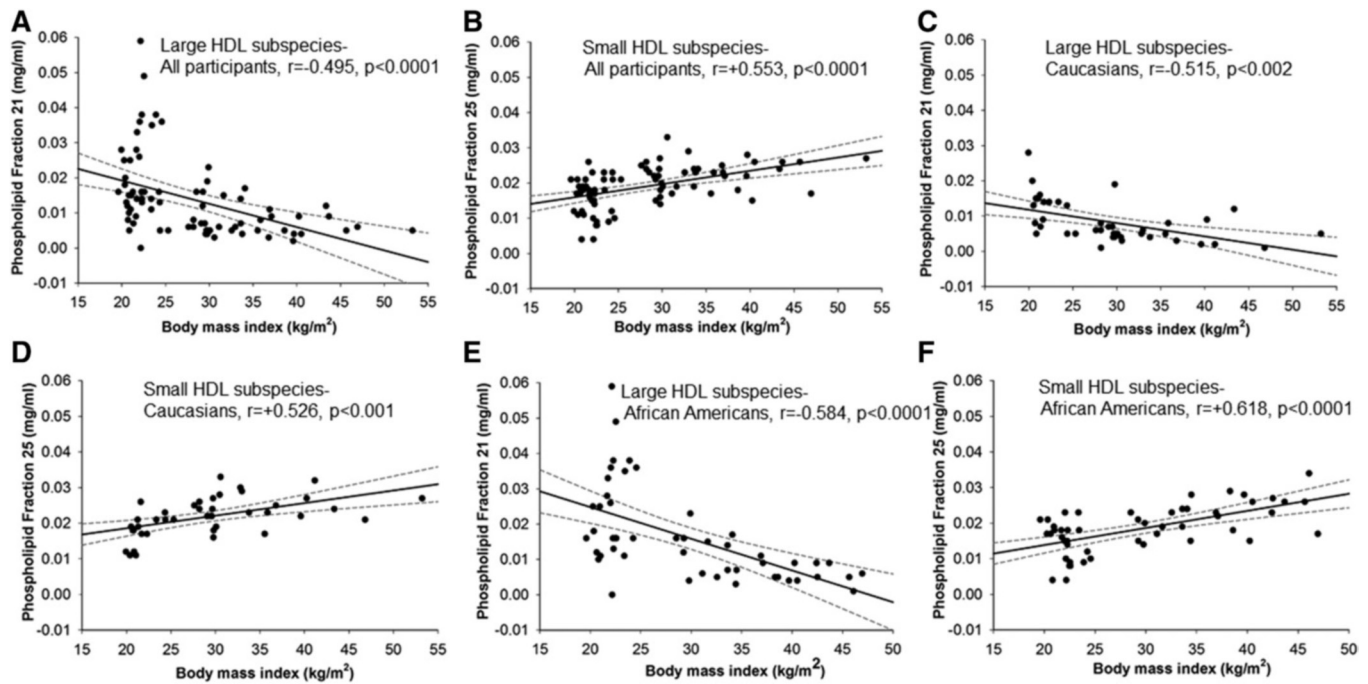 A
Large HDL subspecies-
All participants, r=-0.495, p<0.0001
Phospholipid Fraction 21 (mg/ml)
0.06
0.05
0.04
0.03
0.02
0.01
0.00
-0.01
15 20 25 30 35 40 45 50 55
Body mass index (kg/m²)
B
Small HDL subspecies-
All participants, r=+0.553, p<0.0001
Phospholipid Fraction 25 (mg/ml)
0.06
0.05
0.04
0.03
0.02
0.01
0.00
-0.01
15 20 25 30 35 40 45 50 55
Body mass index (kg/m²)
C
Large HDL subspecies-
Caucasians, r=-0.515, p<0.002
Phospholipid Fraction 21 (mg/ml)
0.06
0.05
0.04
0.03
0.02
0.01
0.00
-0.01
15 20 25 30 35 40 45 50 55
Body mass index (kg/m²)
D
Small HDL subspecies-
Caucasians, r=+0.526, p<0.001
Phospholipid Fraction 25 (mg/ml)
0.06
0.05
0.04
0.03
0.02
0.01
0.00
-0.01
15 20 25 30 35 40 45 50 55
Body mass index (kg/m²)
E
Large HDL subspecies-
African Americans, r=-0.584, p<0.0001
Phospholipid Fraction 21 (mg/ml)
0.06
0.05
0.04
0.03
0.02
0.01
0.00
-0.01
15 20 25 30 35 40 45 50
Body mass index (kg/m²)
F
Small HDL subspecies-
African Americans, r=+0.618, p<0.0001
Phospholipid Fraction 25 (mg/ml)
0.06
0.05
0.04
0.03
0.02
0.01
0.00
-0.01
15 20 25 30 35 40 45 50
Body mass index (kg/m²)